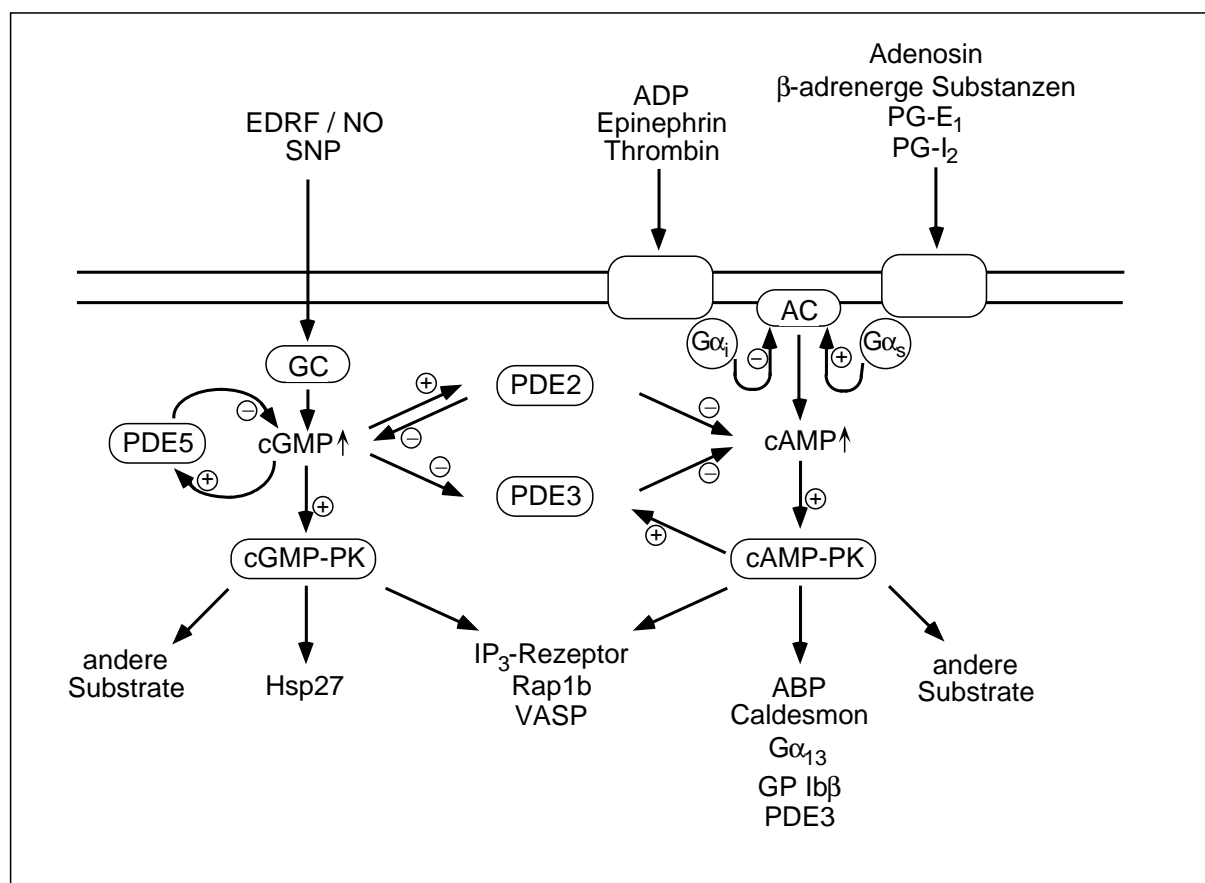 EDRF / NO
SNP
ADP
Epinephrin
Thrombin
Adenosin
β-adrenerge Substanzen
PG-E₁
PG-I₂
AC
Gαᵢ
−
+
Gαₛ
GC
−
PDE5
+
cGMP↑
+
+
−
−
PDE2
PDE3
−
−
+
cAMP↑
+
cGMP-PK
cAMP-PK
andere
Substrate
Hsp27
IP₃-Rezeptor
Rap1b
VASP
ABP
Caldesmon
Gα₁₃
GP Ibβ
PDE3
andere
Substrate